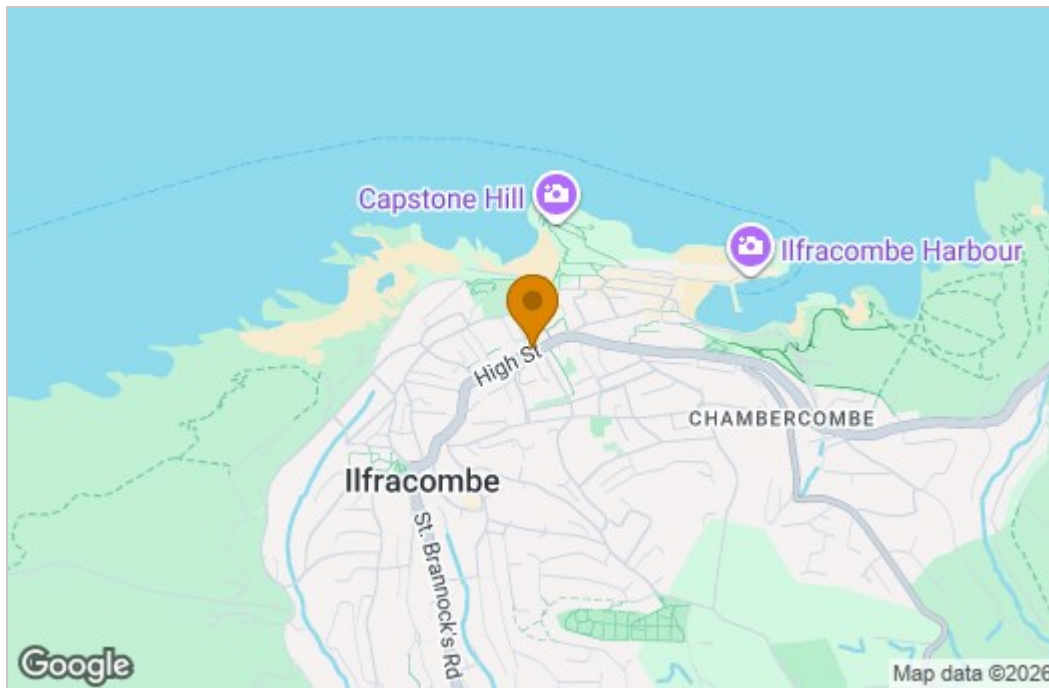 Capstone Hill
Ilfracombe Harbour
High St
CHAMBERCOMBE
Ilfracombe
St. Brannock's Rd
Google
Map data ©2026